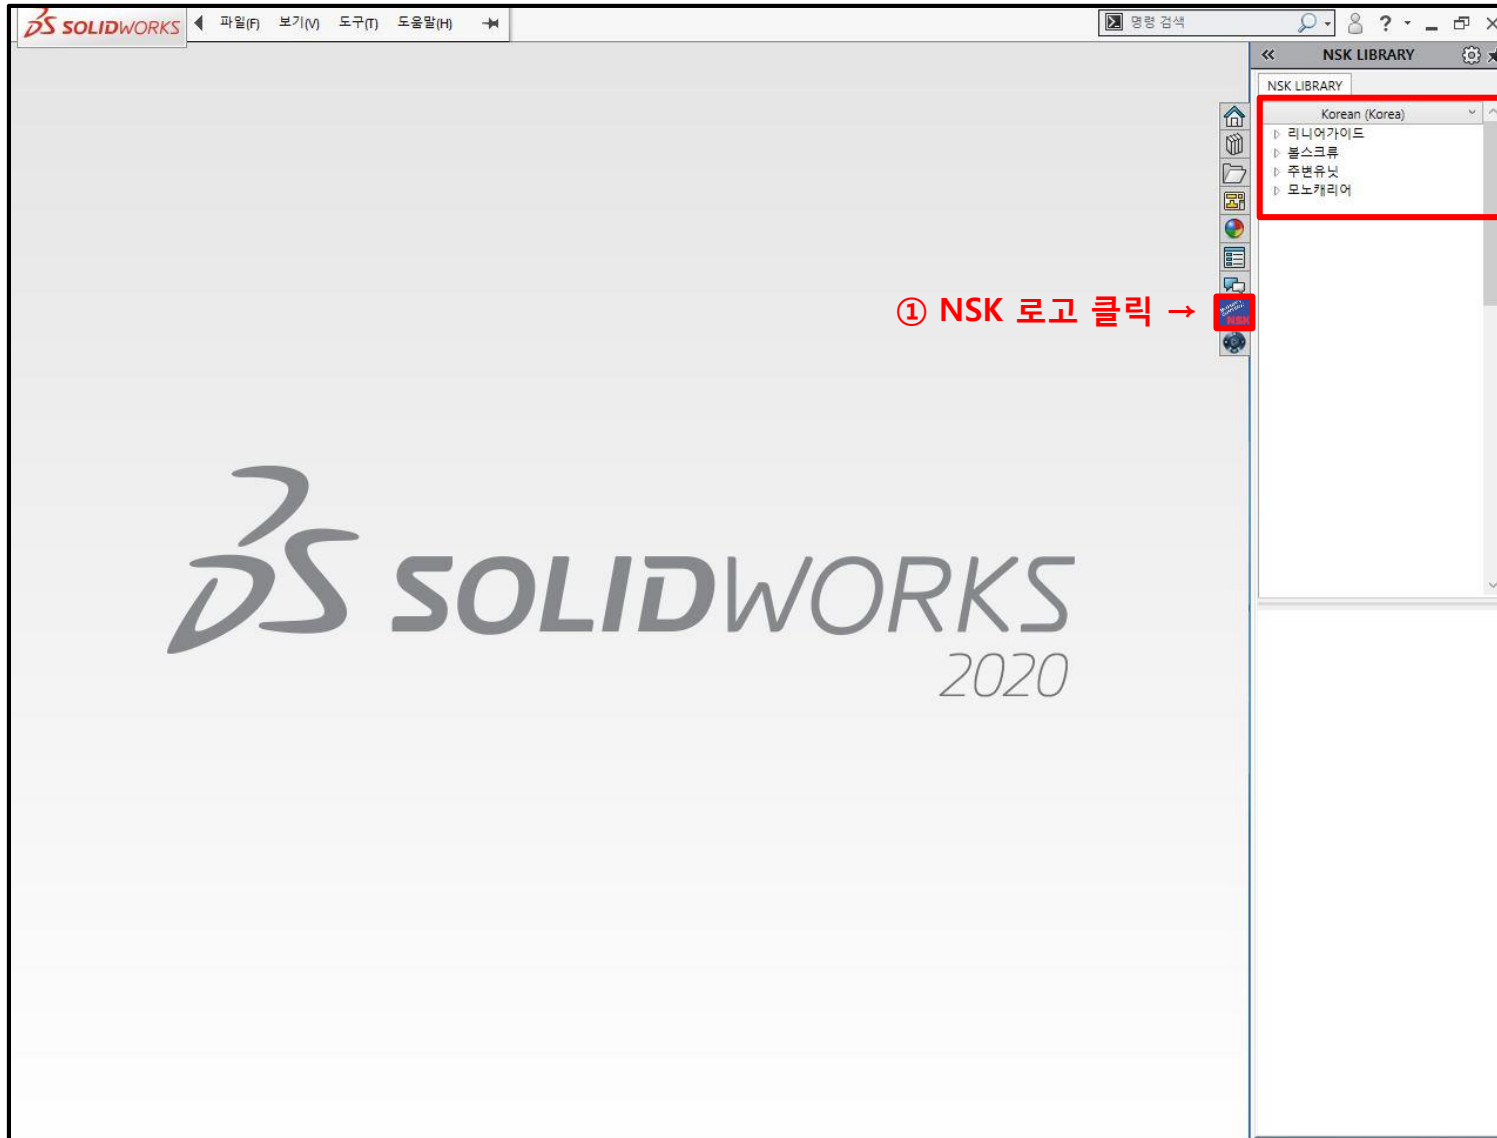 SOLIDWORKS 파일(F) 보기(V) 도구(T) 도움말(H) 명령 검색 ?
NSK LIBRARY
NSK LIBRARY
Korean (Korea)
리니어가이드
볼스크류
주변유닛
모노캐리어
① NSK 로고 클릭 →
NSK
SOLIDWORKS
2020